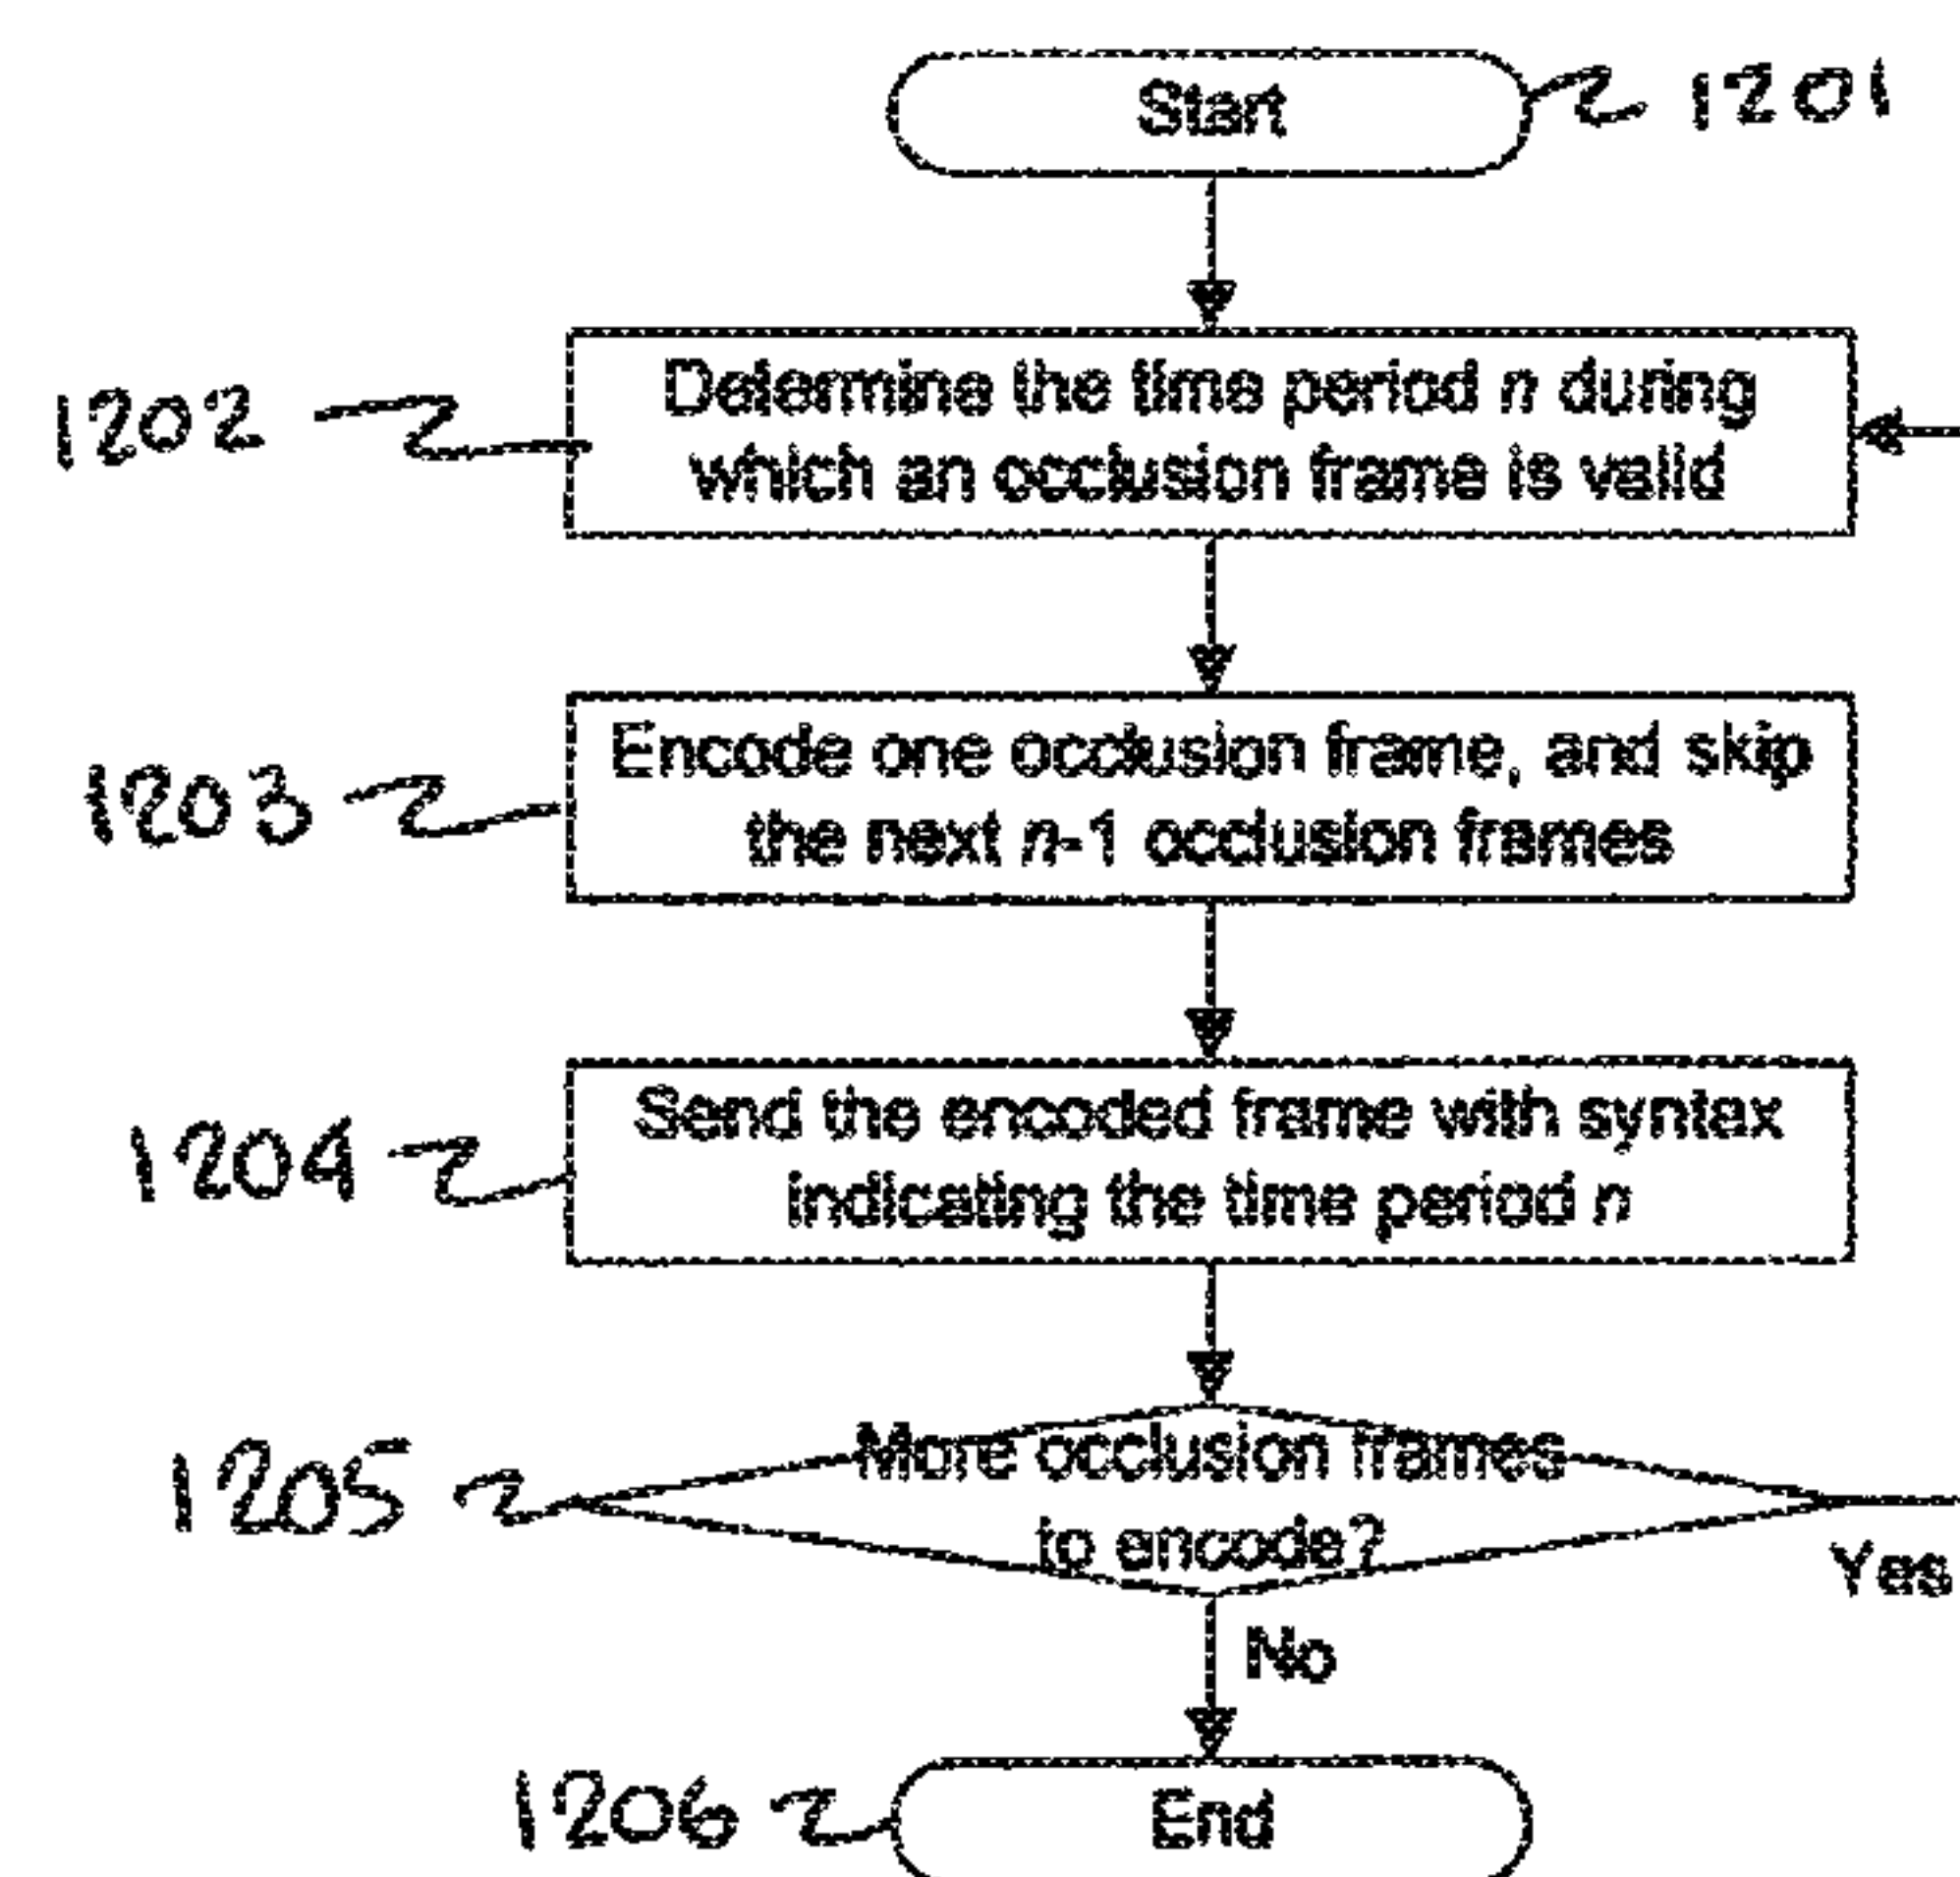 Start
1201
1202
Determine the time period n during
which an occlusion frame is valid
1203
Encode one occlusion frame, and skip
the next n-1 occlusion frames
1204
Send the encoded frame with syntax
indicating the time period n
1205
More occlusion frames
to encode?
Yes
No
1206
End